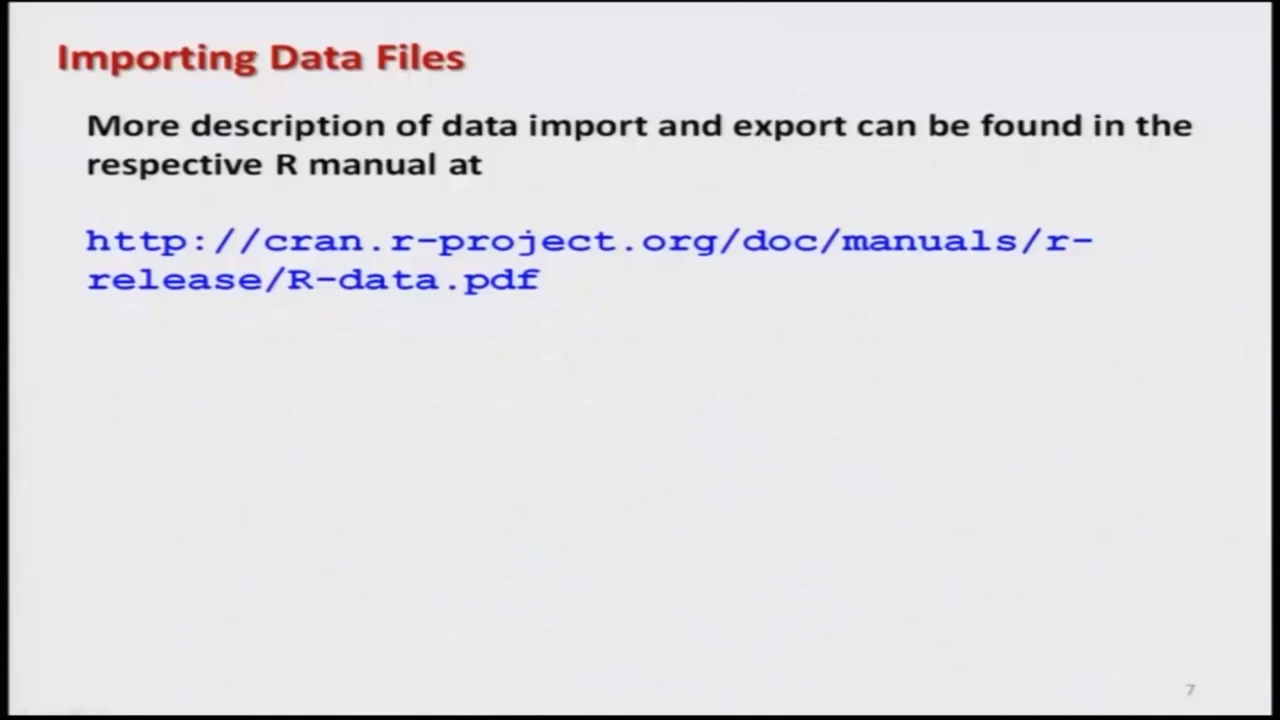 Importing Data Files
More description of data import and export can be found in the
respective R manual at
http://cran.r-project.org/doc/manuals/r-
release/R-data.pdf
7